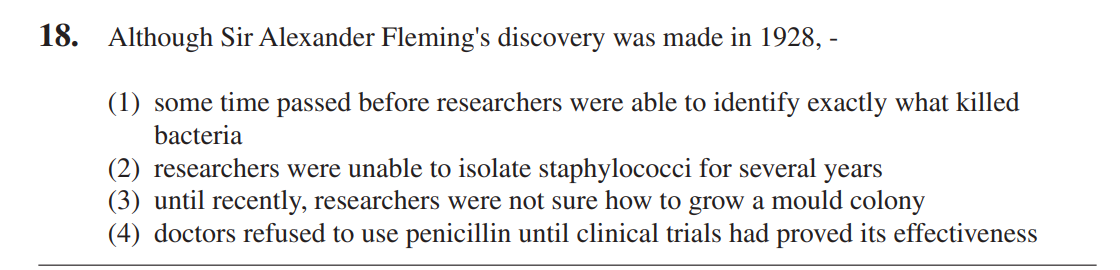 18. Although Sir Alexander Fleming's discovery was made in 1928, -
(1) some time passed before researchers were able to identify exactly what killed
bacteria
(2) researchers were unable to isolate staphylococci for several years
(3) until recently, researchers were not sure how to grow a mould colony
(4) doctors refused to use penicillin until clinical trials had proved its effectiveness